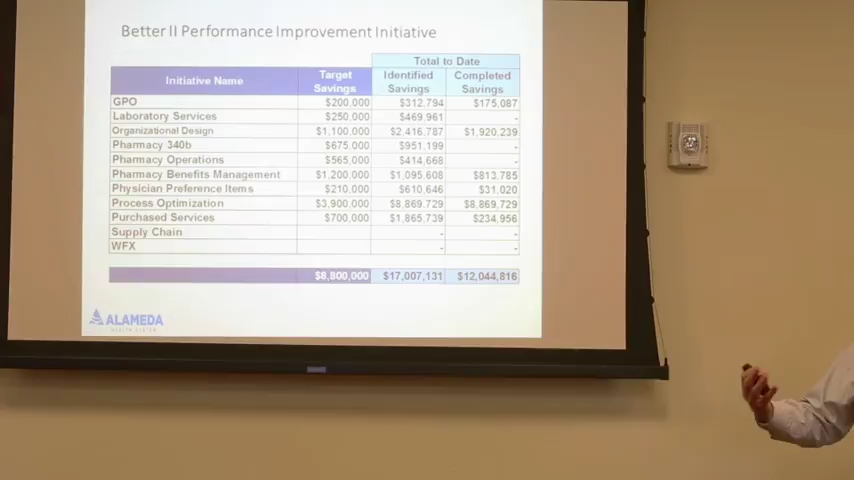 Better II Performance Improvement Initiative
Total to Date
Initiative Name Target Savings Identified Savings Completed Savings
GPO $200,000 $312,794 $175,087
Laboratory Services $250,000 $469,961 -
Organizational Design $1,100,000 $2,416,787 $1,920,239
Pharmacy 340b $675,000 $951,199 -
Pharmacy Operations $565,000 $414,668 -
Pharmacy Benefits Management $1,200,000 $1,095,608 $813,785
Physician Preference Items $210,000 $610,646 $31,020
Process Optimization $3,900,000 $8,869,729 $8,869,729
Purchased Services $700,000 $1,865,739 $234,956
Supply Chain - -
WFX - -
$8,800,000 $17,007,131 $12,044,816
ALAMEDA
HEALTH SYSTEM